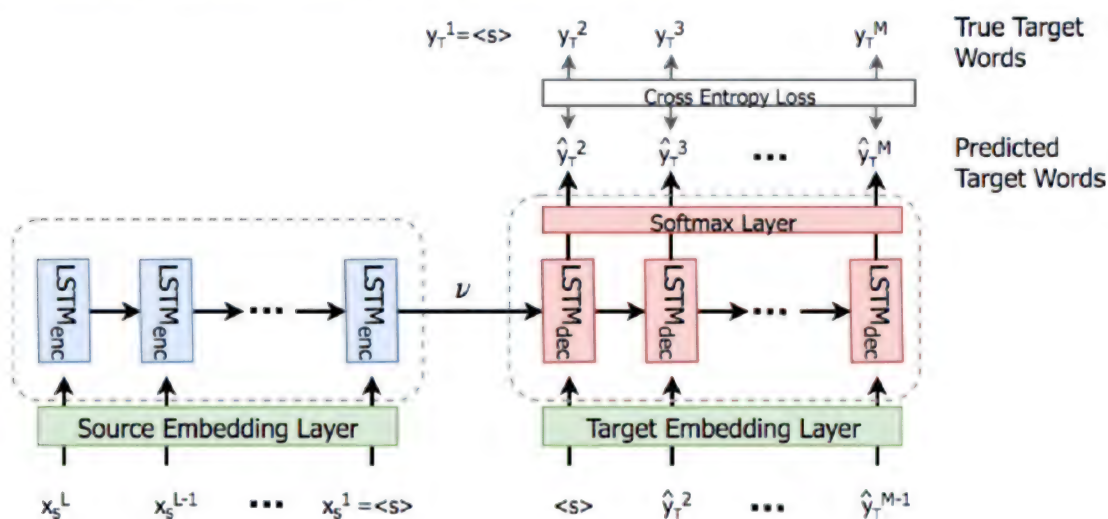 y_T^1=<s> y_T^2 y_T^3 y_T^M True Target
Words
Cross Entropy Loss
ŷ_T^2 ŷ_T^3 ... ŷ_T^M Predicted
Target Words
Softmax Layer
LSTM_enc LSTM_enc ... LSTM_enc ν LSTM_dec LSTM_dec ... LSTM_dec
Source Embedding Layer Target Embedding Layer
x_s^L x_s^L-1 ... x_s^1=<s> <s> ŷ_T^2 ... ŷ_T^M-1